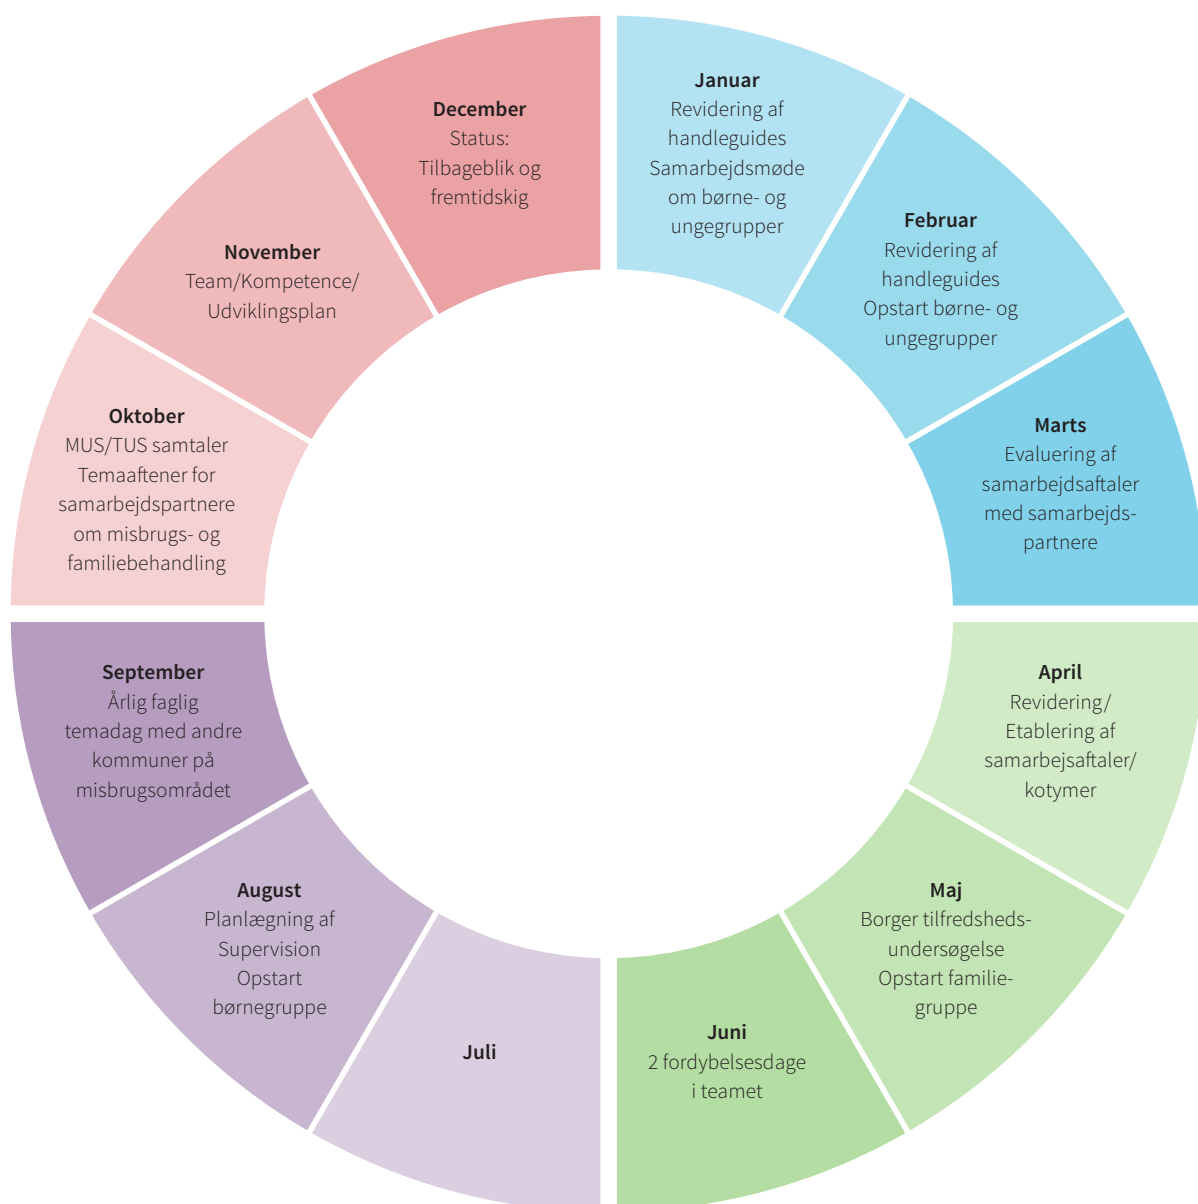 Januar
Revidering af
handleguides
Samarbejdsmøde
om børne- og
ungegrupper
Februar
Revidering af
handleguides
Opstart børne- og
ungegrupper
Marts
Evaluering af
samarbejdsaftaler
med samarbejds-
partnere
April
Revidering/
Etablering af
samarbejsaftaler/
kotymer
Maj
Borger tilfredsheds-
undersøgelse
Opstart familie-
gruppe
Juni
2 fordybelsesdage
i teamet
Juli
August
Planlægning af
Supervision
Opstart
børnegruppe
September
Årlig faglig
temadag med andre
kommuner på
misbrugsområdet
Oktober
MUS/TUS samtaler
Temaaftener for
samarbejdspartnere
om misbrugs- og
familiebehandling
November
Team/Kompetence/
Udviklingsplan
December
Status:
Tilbageblik og
fremtidskig